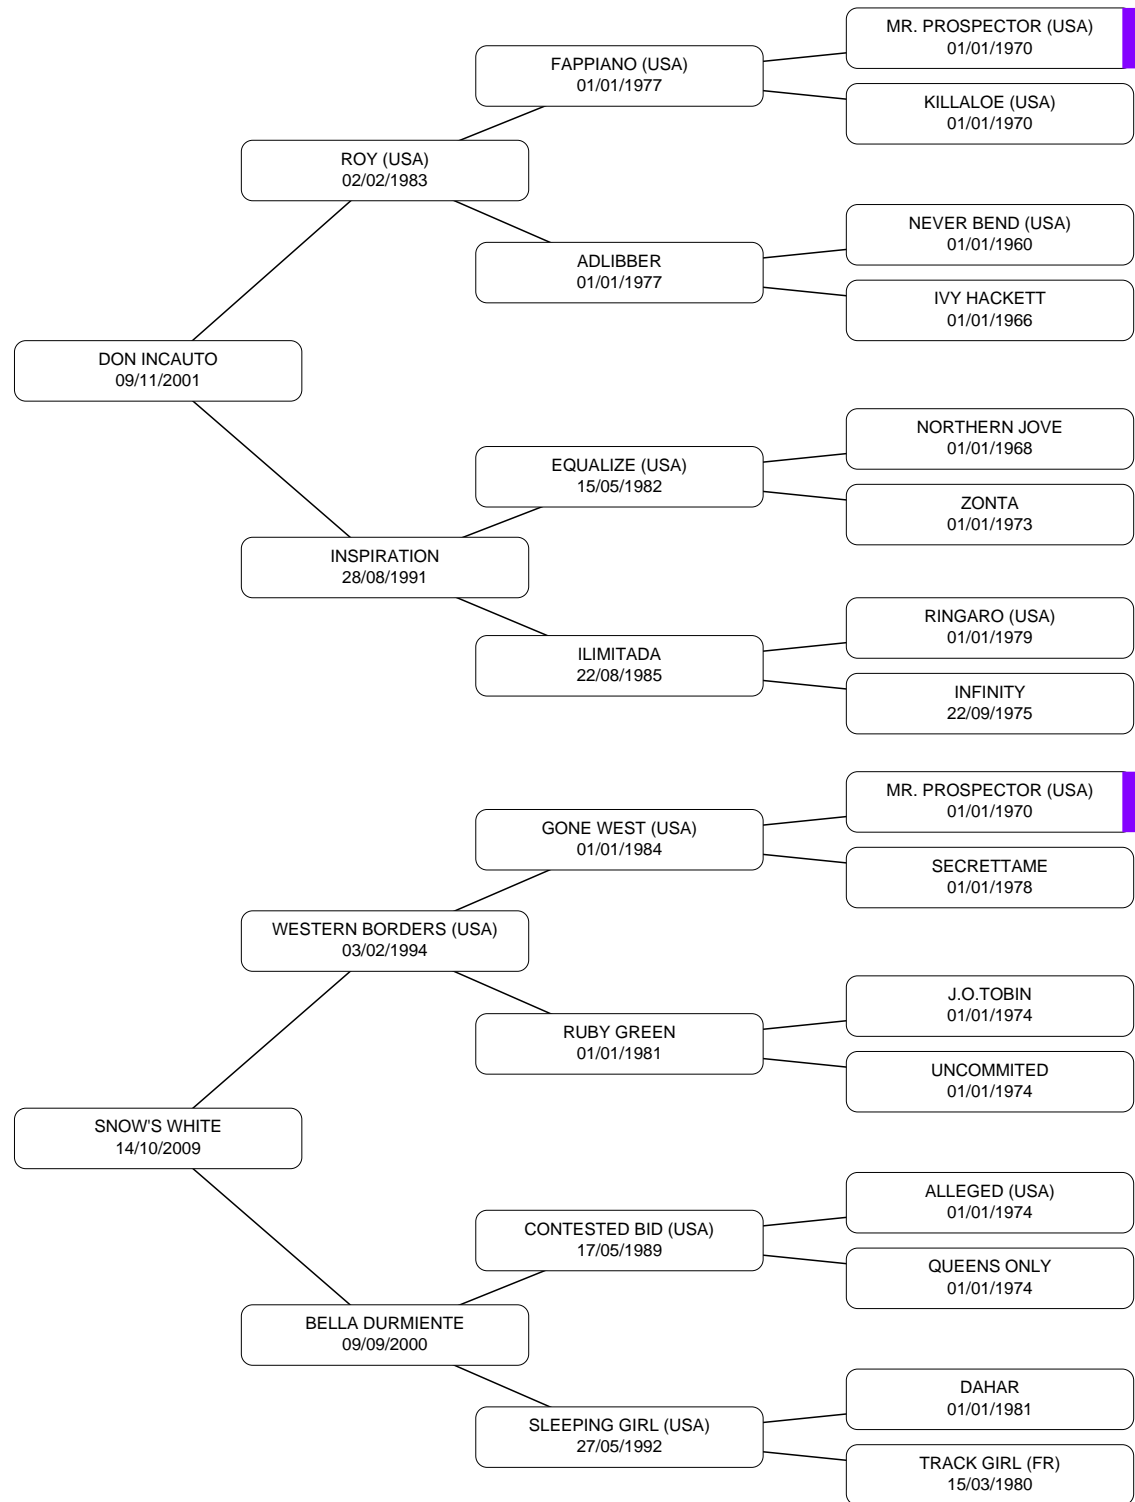 MR. PROSPECTOR (USA)
01/01/1970
FAPPIANO (USA)
01/01/1977
KILLALOE (USA)
01/01/1970
ROY (USA)
02/02/1983
NEVER BEND (USA)
01/01/1960
ADLIBBER
01/01/1977
IVY HACKETT
01/01/1966
DON INCAUTO
09/11/2001
NORTHERN JOVE
01/01/1968
EQUALIZE (USA)
15/05/1982
ZONTA
01/01/1973
INSPIRATION
28/08/1991
RINGARO (USA)
01/01/1979
ILIMITADA
22/08/1985
INFINITY
22/09/1975
MR. PROSPECTOR (USA)
01/01/1970
GONE WEST (USA)
01/01/1984
SECRETTAME
01/01/1978
WESTERN BORDERS (USA)
03/02/1994
J.O.TOBIN
01/01/1974
RUBY GREEN
01/01/1981
UNCOMMITED
01/01/1974
SNOW'S WHITE
14/10/2009
ALLEGED (USA)
01/01/1974
CONTESTED BID (USA)
17/05/1989
QUEENS ONLY
01/01/1974
BELLA DURMIENTE
09/09/2000
DAHAR
01/01/1981
SLEEPING GIRL (USA)
27/05/1992
TRACK GIRL (FR)
15/03/1980